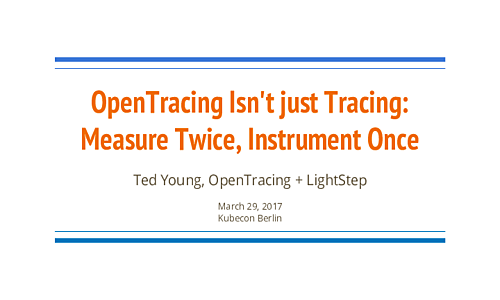 OpenTracing Isn't just Tracing:
Measure Twice, Instrument Once
Ted Young, OpenTracing + LightStep
March 29, 2017
Kubecon Berlin